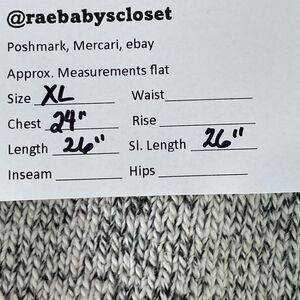 @raebabyscloset
Poshmark, Mercari, ebay
Approx. Measurements flat
Size XL Waist
Chest 24" Rise
Length 26" Sl. Length 26"
Inseam Hips